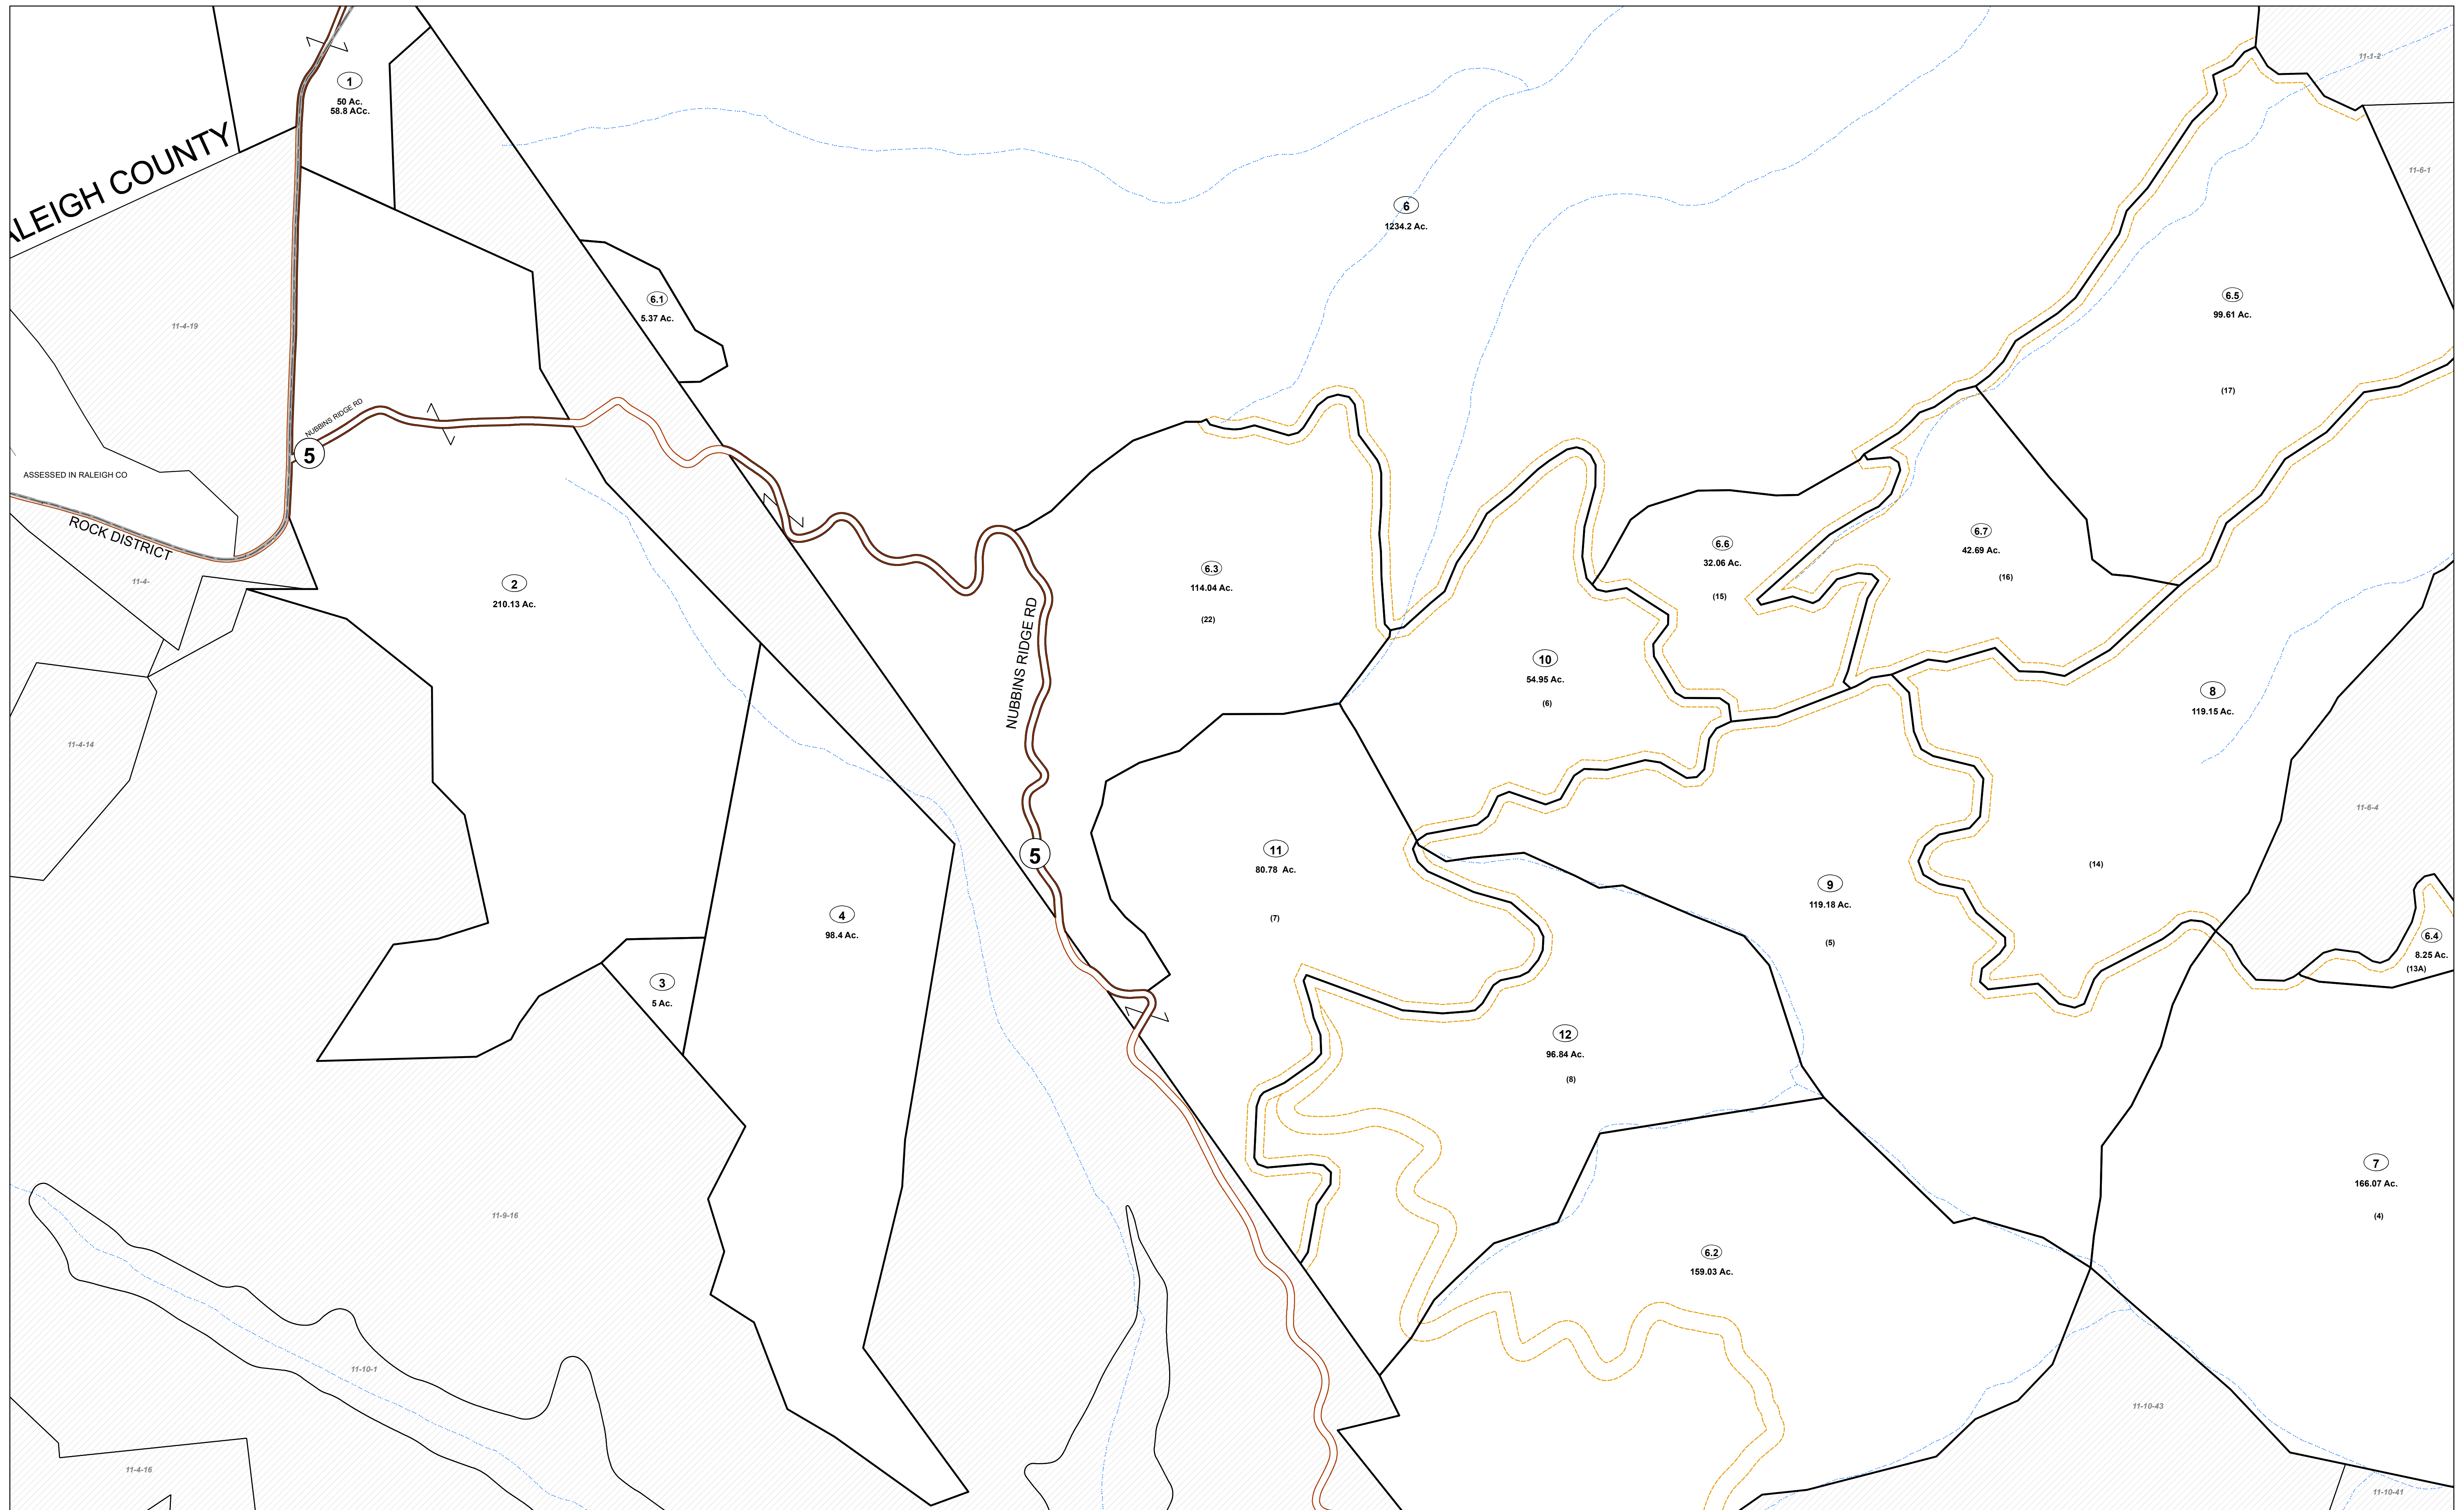 11-1-2
1
50 Ac.
58.8 ACc.
ALEIGH COUNTY
11-6-1
6
1234.2 Ac.
6.1
5.37 Ac.
6.5
99.61 Ac.
11-4-19
(17)
NUBBINS RIDGE RD
5
ASSESSED IN RALEIGH CO
ROCK DISTRICT
6.7
42.69 Ac.
(16)
6.6
32.06 Ac.
(15)
6.3
114.04 Ac.
(22)
11-4-
2
210.13 Ac.
NUBBINS RIDGE RD
10
54.95 Ac.
(6)
8
119.15 Ac.
11-4-14
11-6-4
5
11
80.78 Ac.
(7)
(14)
9
119.18 Ac.
(5)
4
98.4 Ac.
6.4
8.25 Ac.
(13A)
3
5 Ac.
12
96.84 Ac.
(8)
7
166.07 Ac.
(4)
11-9-16
6.2
159.03 Ac.
11-10-1
11-10-43
11-4-16
11-10-41